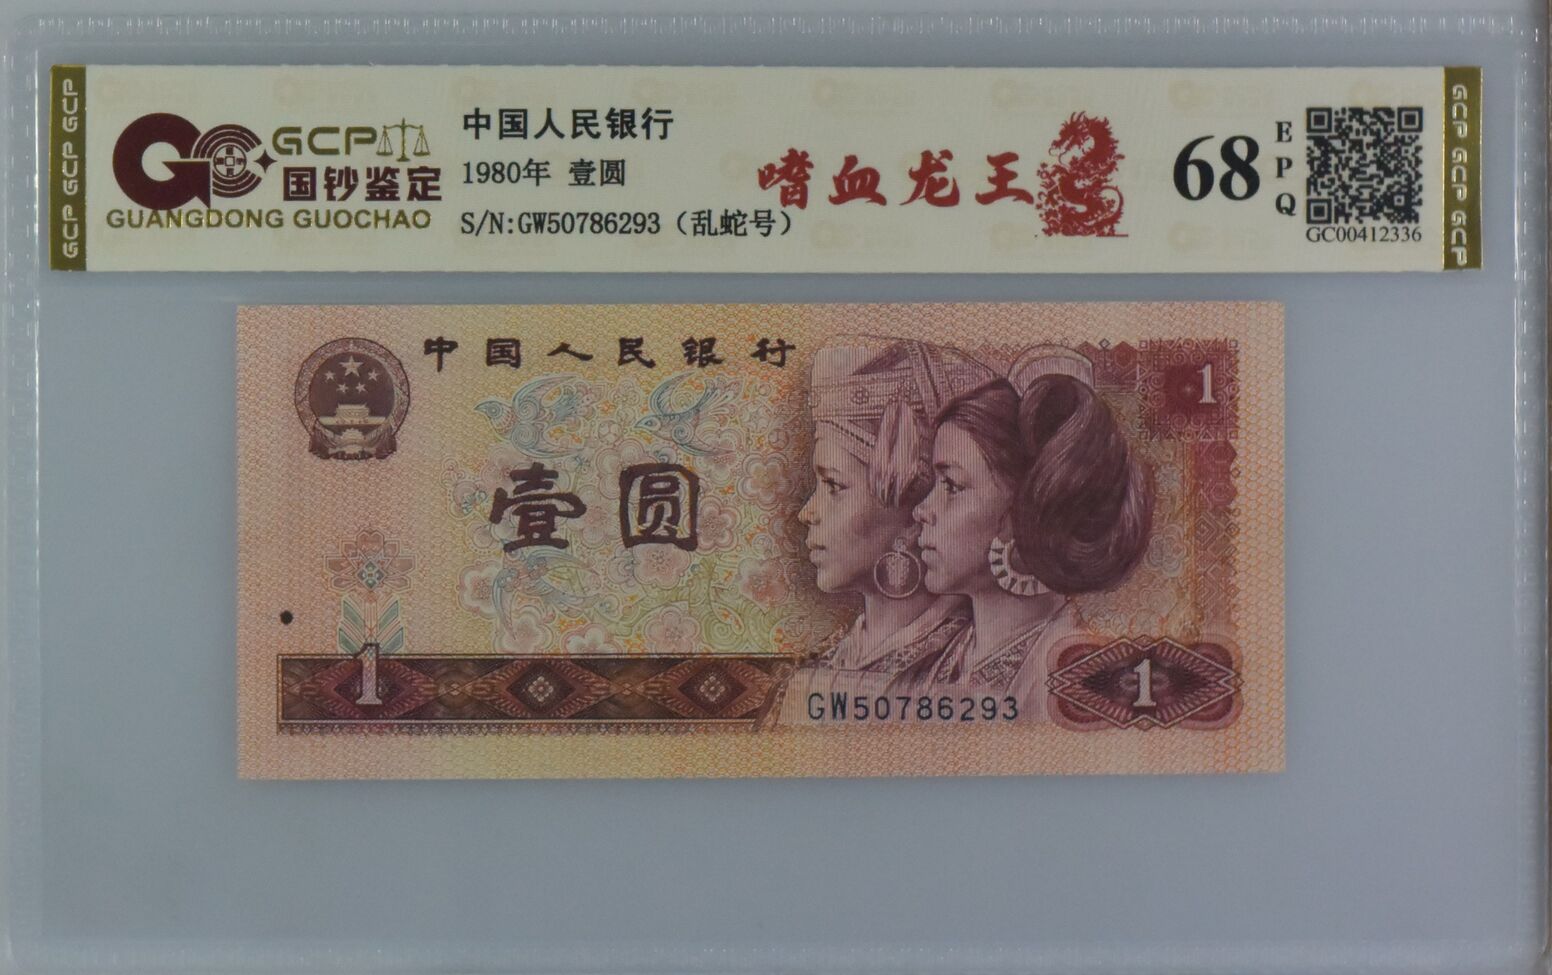 GCP GCP GCP
GCP
国钞鉴定
GUANGDONG GUOCHAO
中国人民银行
1980年 壹圆
S/N:GW50786293（乱蛇号）
嗜血龙王
68
E
P
Q
GC00412336
GCP GCP GCP
中国人民银行
1
壹圆
1
GW50786293
1